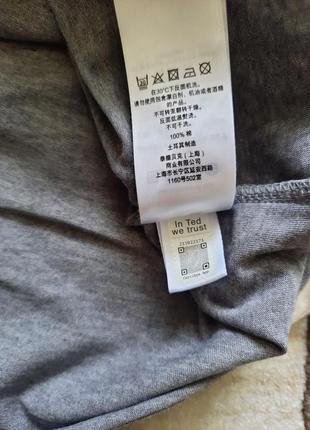 在30°C下反面机洗。
请勿使用包含漂白剂、机油或者酒精
的产品。
不可转笼翻转干燥。
反面低温熨烫。
不可干洗。
100% 棉
土耳其制造
泰德贝克（上海）
商业有限公司
上海市长宁区延安西路
1160号502室
In Ted
we trust